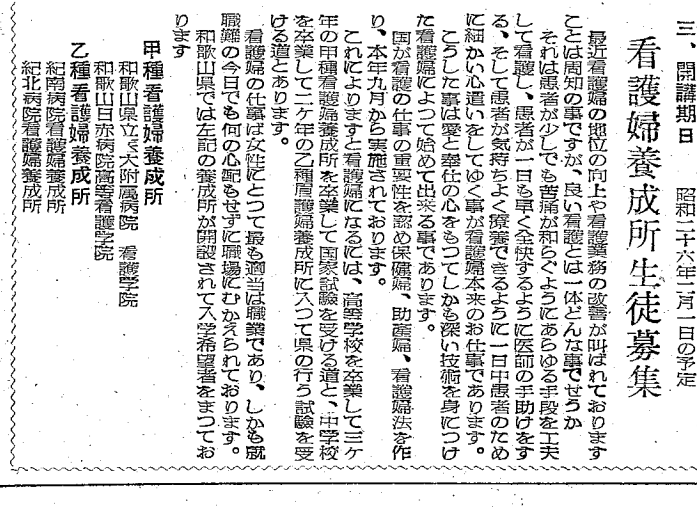 三、開講期日　昭和二十六年二月一日の予定
看護婦養成所生徒募集
最近看護婦の地位の向上や看護業務の改善が叫ばれております
ことは周知の事ですが、良い看護とは一体どんな事でせうか
それは患者が少しでも苦痛が和らぐようにあらゆる手段を工夫
して看護し、患者が一日も早く全快するように医師の手助けをす
る、そして患者が気持ちよく療養できるように一日中患者のため
に細かい心遣いをしてゆく事が看護婦本来のお仕事であります。
こうした事は愛と奉仕の心をもつてしかも深い技術を身につけ
た看護婦によつて始めて出来る事であります。
国が看護の仕事の重要性を認め保健婦、助産婦、看護婦法を作
り、本年九月から実施されております。
これによりますと看護婦になるには、高等学校を卒業して三ヶ
年の甲種看護婦養成所を卒業して国家試験を受ける道と、中学校
を卒業して二ケ年の乙種看護婦養成所に入つて県の行う試験を受
ける道とあります。
看護婦の仕事は女性にとつて最も適当な職業であり、しかも就
職難の今日でも何の心配もせずに職場にむかえられております。
和歌山県では左記の養成所が開設されて入学希望者をまつてお
ります
甲種看護婦養成所
和歌山県立医大附属病院　看護学院
和歌山日赤病院高等看護学院
乙種看護婦養成所
紀南病院看護婦養成所
紀北病院看護婦養成所